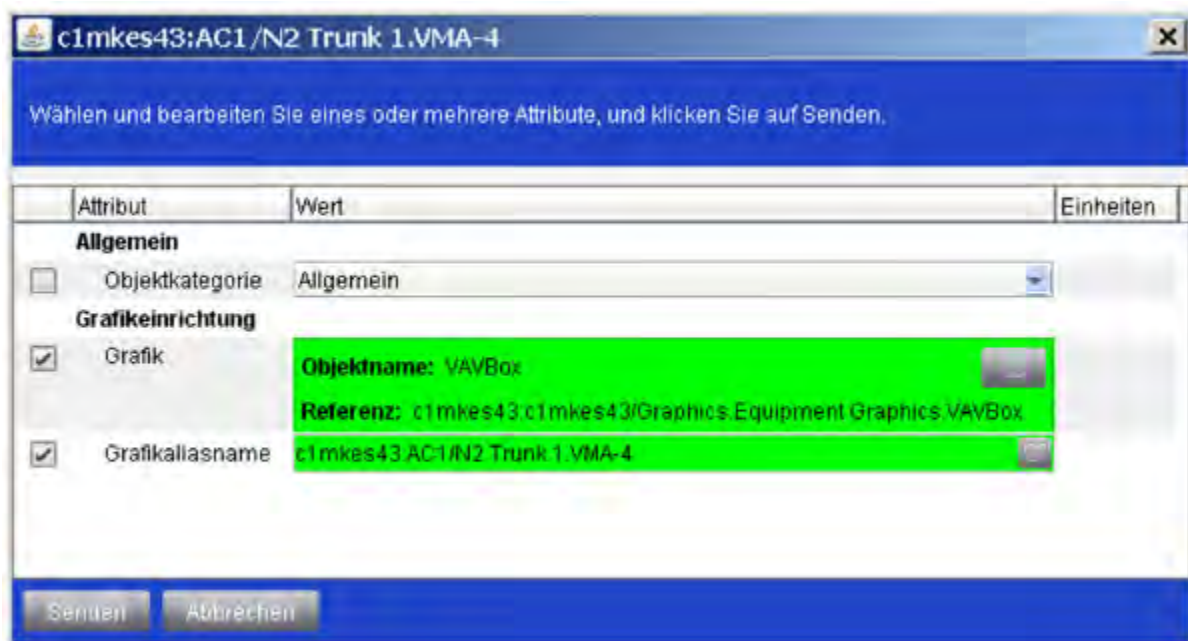 c1mkes43:AC1/N2 Trunk 1.VMA-4
Wählen und bearbeiten Sie eines oder mehrere Attribute, und klicken Sie auf Senden.
Attribut Wert Einheiten
Allgemein
Objektkategorie Allgemein
Grafikeinrichtung
Grafik Objektname: VAVBox
Referenz: c1mkes43:c1mkes43/Graphics.Equipment Graphics.VAVBox
Grafikaliasname c1mkes43:AC1/N2 Trunk 1.VMA-4
Senden Abbrechen